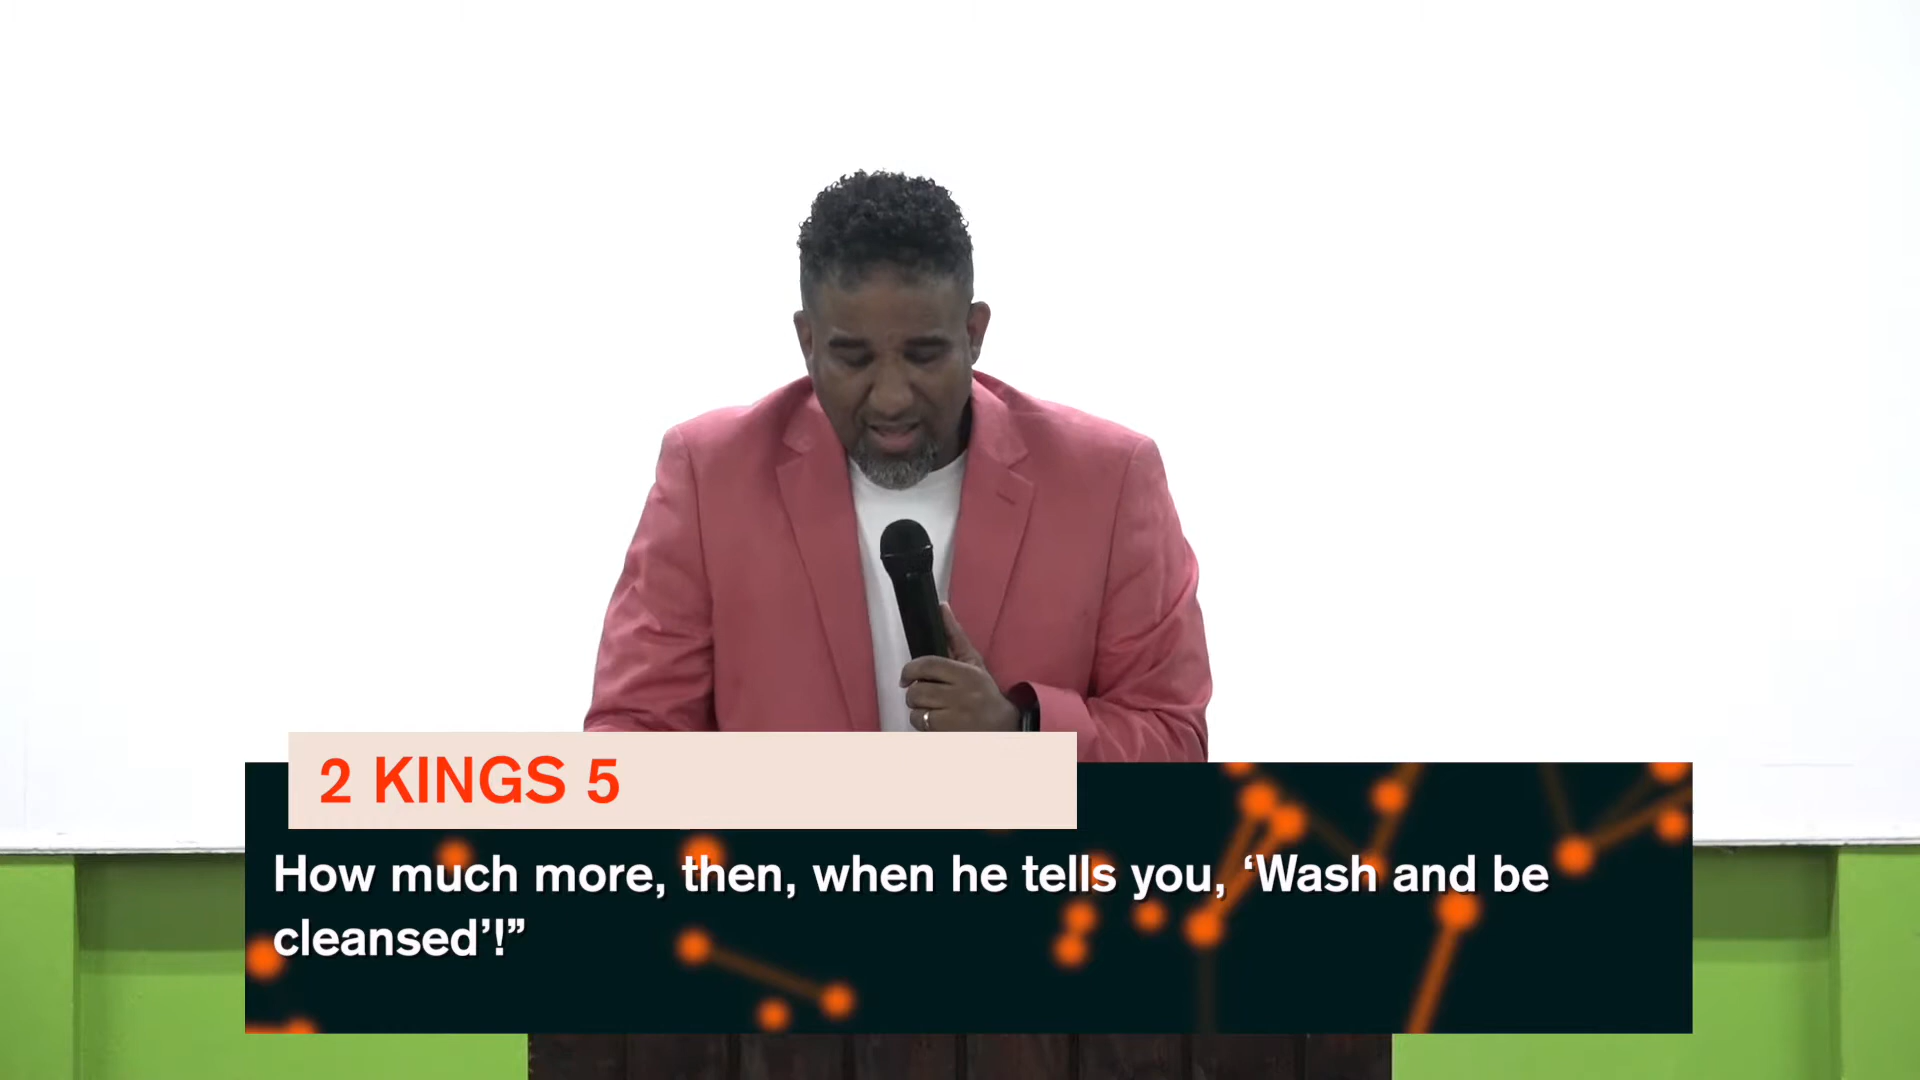 2 KINGS 5
How much more, then, when he tells you, ‘Wash and be
cleansed’!”